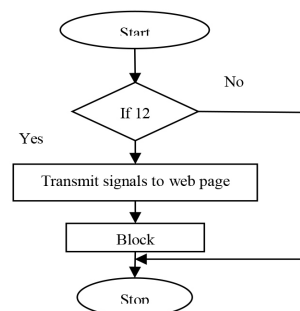 Start
No
If 12
Yes
Transmit signals to web page
Block
Stop